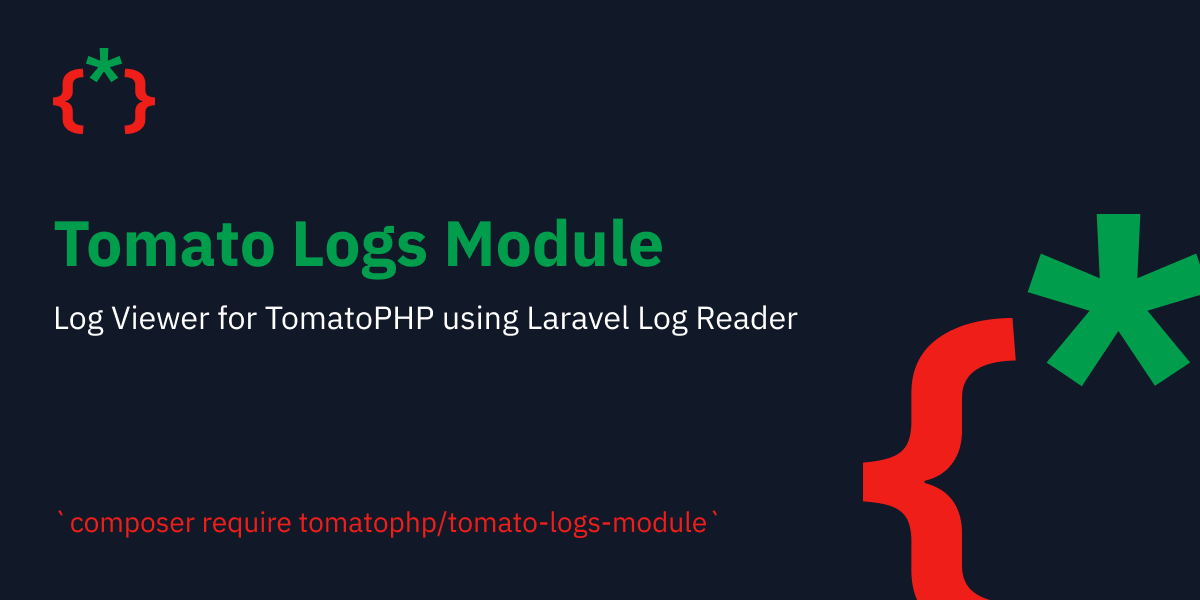 {*}
Tomato Logs Module
Log Viewer for TomatoPHP using Laravel Log Reader
`composer require tomatophp/tomato-logs-module`